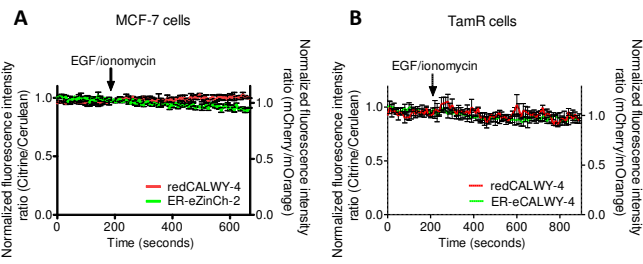 A
MCF-7 cells
EGF/ionomycin
Normalized fluorescence intensity
ratio (Citrine/Cerulean)
1.0
0.5
0.0
1.0
0.5
0.0
Normalized fluorescence intensity
ratio (mCherry/mOrange)
redCALWY-4
ER-eZinCh-2
0
200
400
600
Time (seconds)
B
TamR cells
EGF/ionomycin
Normalized fluorescence intensity
ratio (Citrine/Cerulean)
1.0
0.5
0.0
1.0
0.5
0.0
Normalized fluorescence intensity
ratio (mCherry/mOrange)
redCALWY-4
ER-eCALWY-4
0
200
400
600
800
Time (seconds)